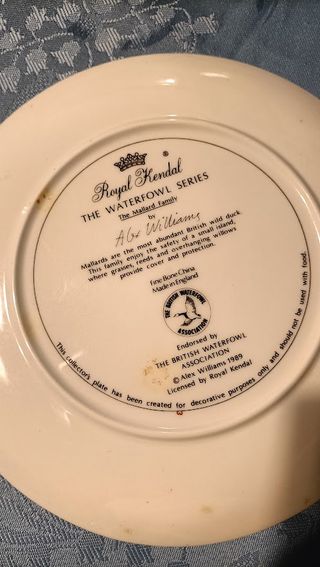 Royal Kendal ®
THE WATERFOWL SERIES
The Mallard Family
by
Alex Williams
Mallards are the most abundant British wild duck.
This family enjoy the safety of a small island,
where grasses, reeds and overhanging willows
provide cover and protection.
Fine Bone China
Made in England
THE BRITISH WATERFOWL
ASSOCIATION
Endorsed by
THE BRITISH WATERFOWL
ASSOCIATION
© Alex Williams 1989
Licensed by Royal Kendal
This collectors plate has been created for decorative purposes only and should not be used with food.